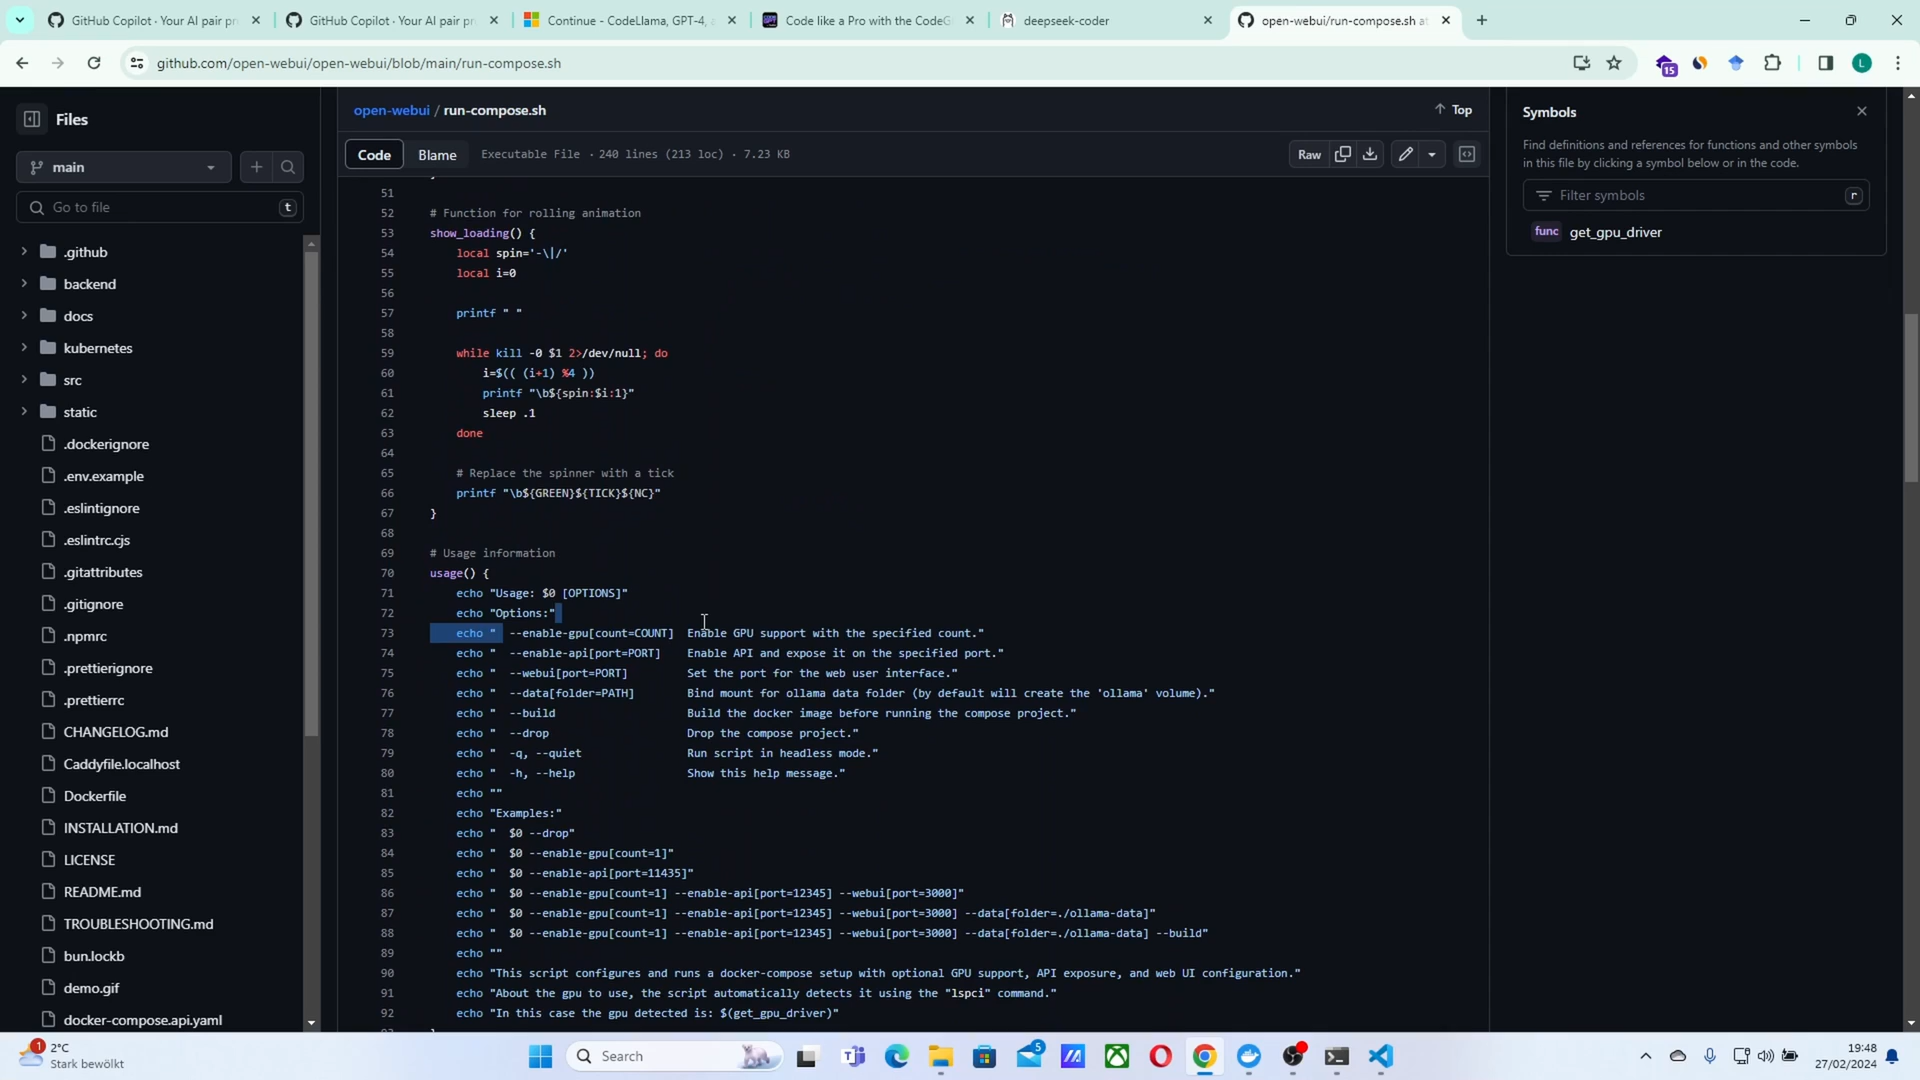 GitHub Copilot · Your AI pair pr
GitHub Copilot · Your AI pair pr
Continue - CodeLlama, GPT-4, a
Code like a Pro with the CodeG
deepseek-coder
open-webui/run-compose.sh at
github.com/open-webui/open-webui/blob/main/run-compose.sh
15
L
Files
main
Go to file
t
.github
backend
docs
kubernetes
src
static
.dockerignore
.env.example
.eslintignore
.eslintrc.cjs
.gitattributes
.gitignore
.npmrc
.prettierignore
.prettierrc
CHANGELOG.md
Caddyfile.localhost
Dockerfile
INSTALLATION.md
LICENSE
README.md
TROUBLESHOOTING.md
bun.lockb
demo.gif
docker-compose.api.yaml
open-webui / run-compose.sh
Top
Code
Blame
Executable File · 240 lines (213 loc) · 7.23 KB
Raw
51
52 # Function for rolling animation
53 show_loading() {
54 local spin='-\|/'
55 local i=0
56
57 printf " "
58
59 while kill -0 $1 2>/dev/null; do
60 i=$(( (i+1) %4 ))
61 printf "\b${spin:$i:1}"
62 sleep .1
63 done
64
65 # Replace the spinner with a tick
66 printf "\b${GREEN}${TICK}${NC}"
67 }
68
69 # Usage information
70 usage() {
71 echo "Usage: $0 [OPTIONS]"
72 echo "Options:"
73 echo "  --enable-gpu[count=COUNT]  Enable GPU support with the specified count."
74 echo "  --enable-api[port=PORT]    Enable API and expose it on the specified port."
75 echo "  --webui[port=PORT]         Set the port for the web user interface."
76 echo "  --data[folder=PATH]        Bind mount for ollama data folder (by default will create the 'ollama' volume)."
77 echo "  --build                    Build the docker image before running the compose project."
78 echo "  --drop                     Drop the compose project."
79 echo "  -q, --quiet                Run script in headless mode."
80 echo "  -h, --help                 Show this help message."
81 echo ""
82 echo "Examples:"
83 echo "  $0 --drop"
84 echo "  $0 --enable-gpu[count=1]"
85 echo "  $0 --enable-api[port=11435]"
86 echo "  $0 --enable-gpu[count=1] --enable-api[port=12345] --webui[port=3000]"
87 echo "  $0 --enable-gpu[count=1] --enable-api[port=12345] --webui[port=3000] --data[folder=./ollama-data]"
88 echo "  $0 --enable-gpu[count=1] --enable-api[port=12345] --webui[port=3000] --data[folder=./ollama-data] --build"
89 echo ""
90 echo "This script configures and runs a docker-compose setup with optional GPU support, API exposure, and web UI configuration."
91 echo "About the gpu to use, the script automatically detects it using the "lspci" command."
92 echo "In this case the gpu detected is: $(get_gpu_driver)"
Symbols
Find definitions and references for functions and other symbols
in this file by clicking a symbol below or in the code.
Filter symbols
r
func get_gpu_driver
1
2°C
Stark bewölkt
Search
5
19:48
27/02/2024